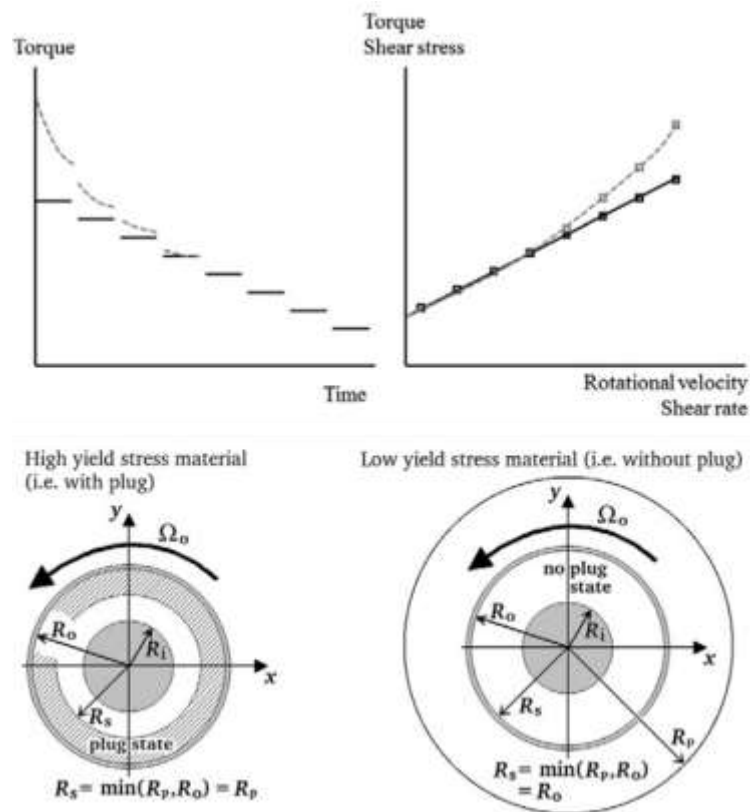 Torque
Time
Torque
Shear stress
Rotational velocity
Shear rate
High yield stress material
(i.e. with plug)
y
Ωₒ
Rₒ
Rᵢ
x
Rₛ
plug state
Rₛ= min(Rₚ,Rₒ) = Rₚ
Low yield stress material (i.e. without plug)
y
Ωₒ
no plug
state
Rₒ
Rᵢ
x
Rₛ
Rₚ
Rₛ= min(Rₚ,Rₒ)
= Rₒ